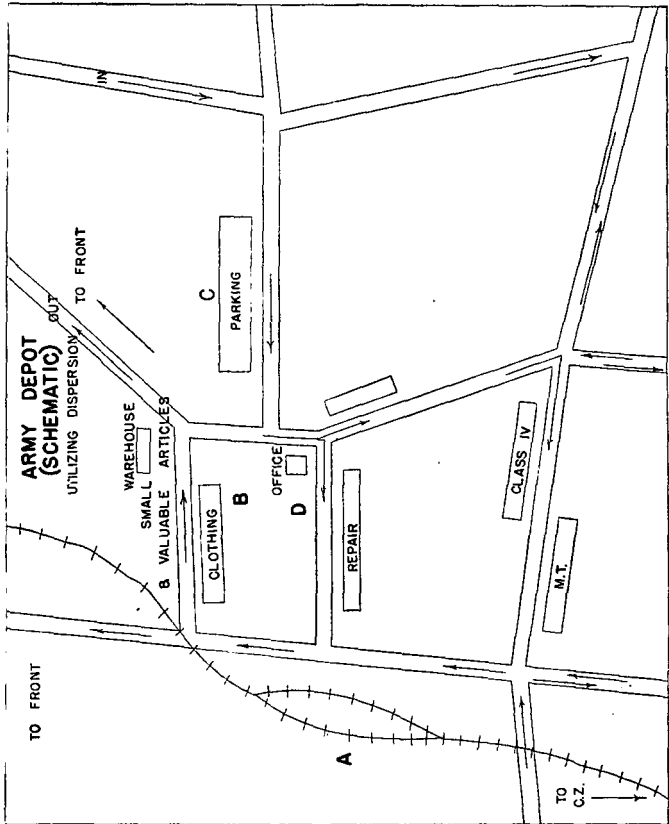 ARMY DEPOT
(SCHEMATIC)
UTILIZING DISPERSION
OUT
TO FRONT
IN
WAREHOUSE
SMALL
& VALUABLE ARTICLES
C
PARKING
TO FRONT
CLOTHING
B
OFFICE
D
REPAIR
CLASS IV
M.T.
A
TO
C.Z.